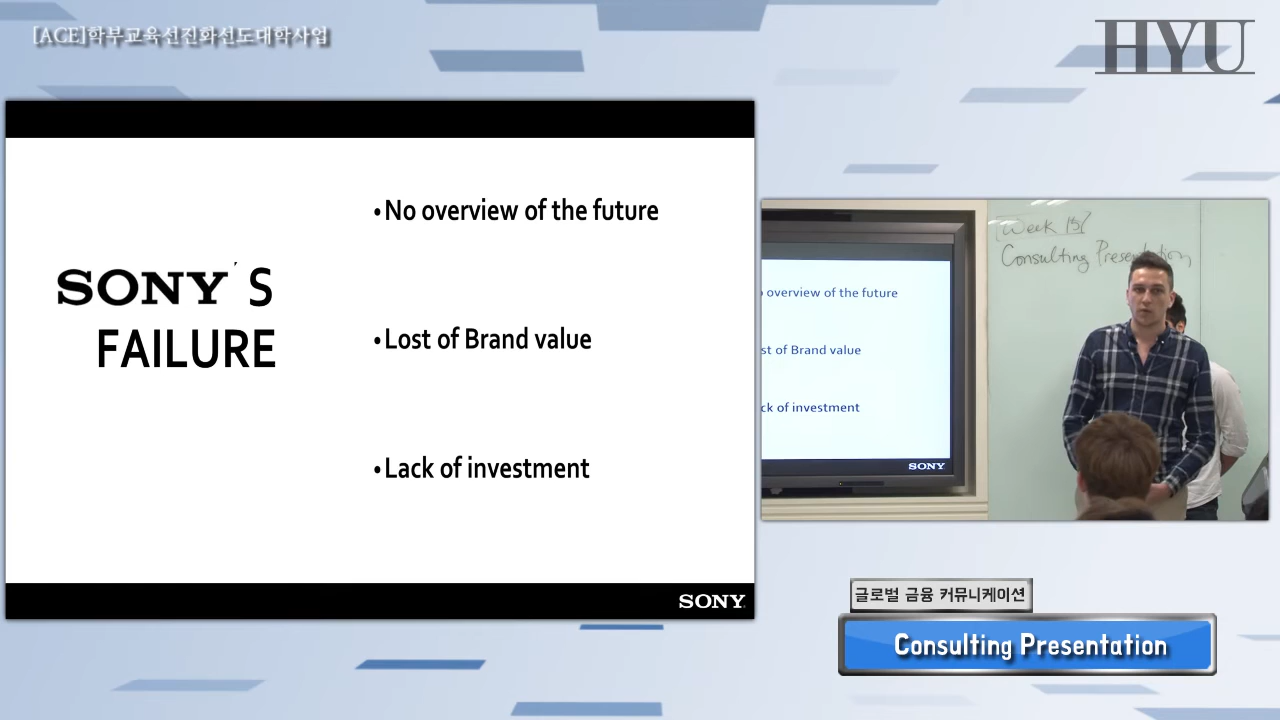 [ACE]학부교육선진화선도대학사업
HYU
SONY'S
FAILURE
•No overview of the future
•Lost of Brand value
•Lack of investment
SONY
Week 13
Consulting Presentation,
overview of the future
st of Brand value
ck of investment
SONY
글로벌 금융 커뮤니케이션
Consulting Presentation